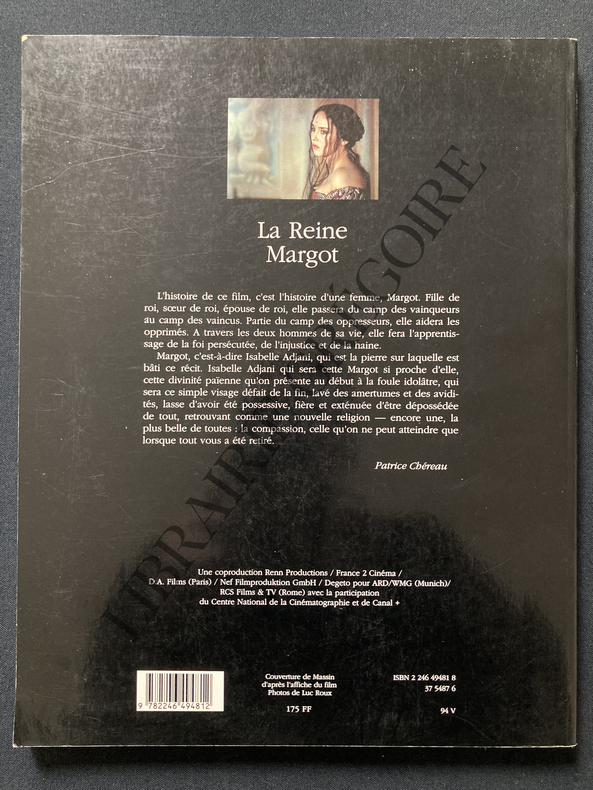 La Reine
Margot
L'histoire de ce film, c'est l'histoire d'une femme, Margot. Fille de
roi, sœur de roi, épouse de roi, elle passera du camp des vainqueurs
au camp des vaincus. Partie du camp des oppresseurs, elle aidera les
opprimés. A travers les deux hommes de sa vie, elle fera l'apprentis-
sage de la foi persécutée, de l'injustice et de la haine.
Margot, c'est-à-dire Isabelle Adjani, qui est la pierre sur laquelle est
bâti ce récit. Isabelle Adjani qui sera cette Margot si proche d'elle,
cette divinité païenne qu'on présente au début à la foule idolâtre, qui
sera ce simple visage défait de la fin, lavé des amertumes et des avidi-
tés, lasse d'avoir été possessive, fière et exténuée d'être dépossédée
de tout, retrouvant comme une nouvelle religion — encore une, la
plus belle de toutes : la compassion, celle qu'on ne peut atteindre que
lorsque tout vous a été retiré.
Patrice Chéreau
Une coproduction Renn Productions / France 2 Cinéma /
D.A. Films (Paris) / Nef Filmproduktion GmbH / Degeto pour ARD/WMG (Munich)/
RCS Films & TV (Rome) avec la participation
du Centre National de la Cinématographie et de Canal +
9 782246 494812
Couverture de Massin
d'après l'affiche du film
Photos de Luc Roux
175 FF
ISBN 2 246 49481 8
37 5487 6
94 V
LIBRAIRIE GRÉGOIRE